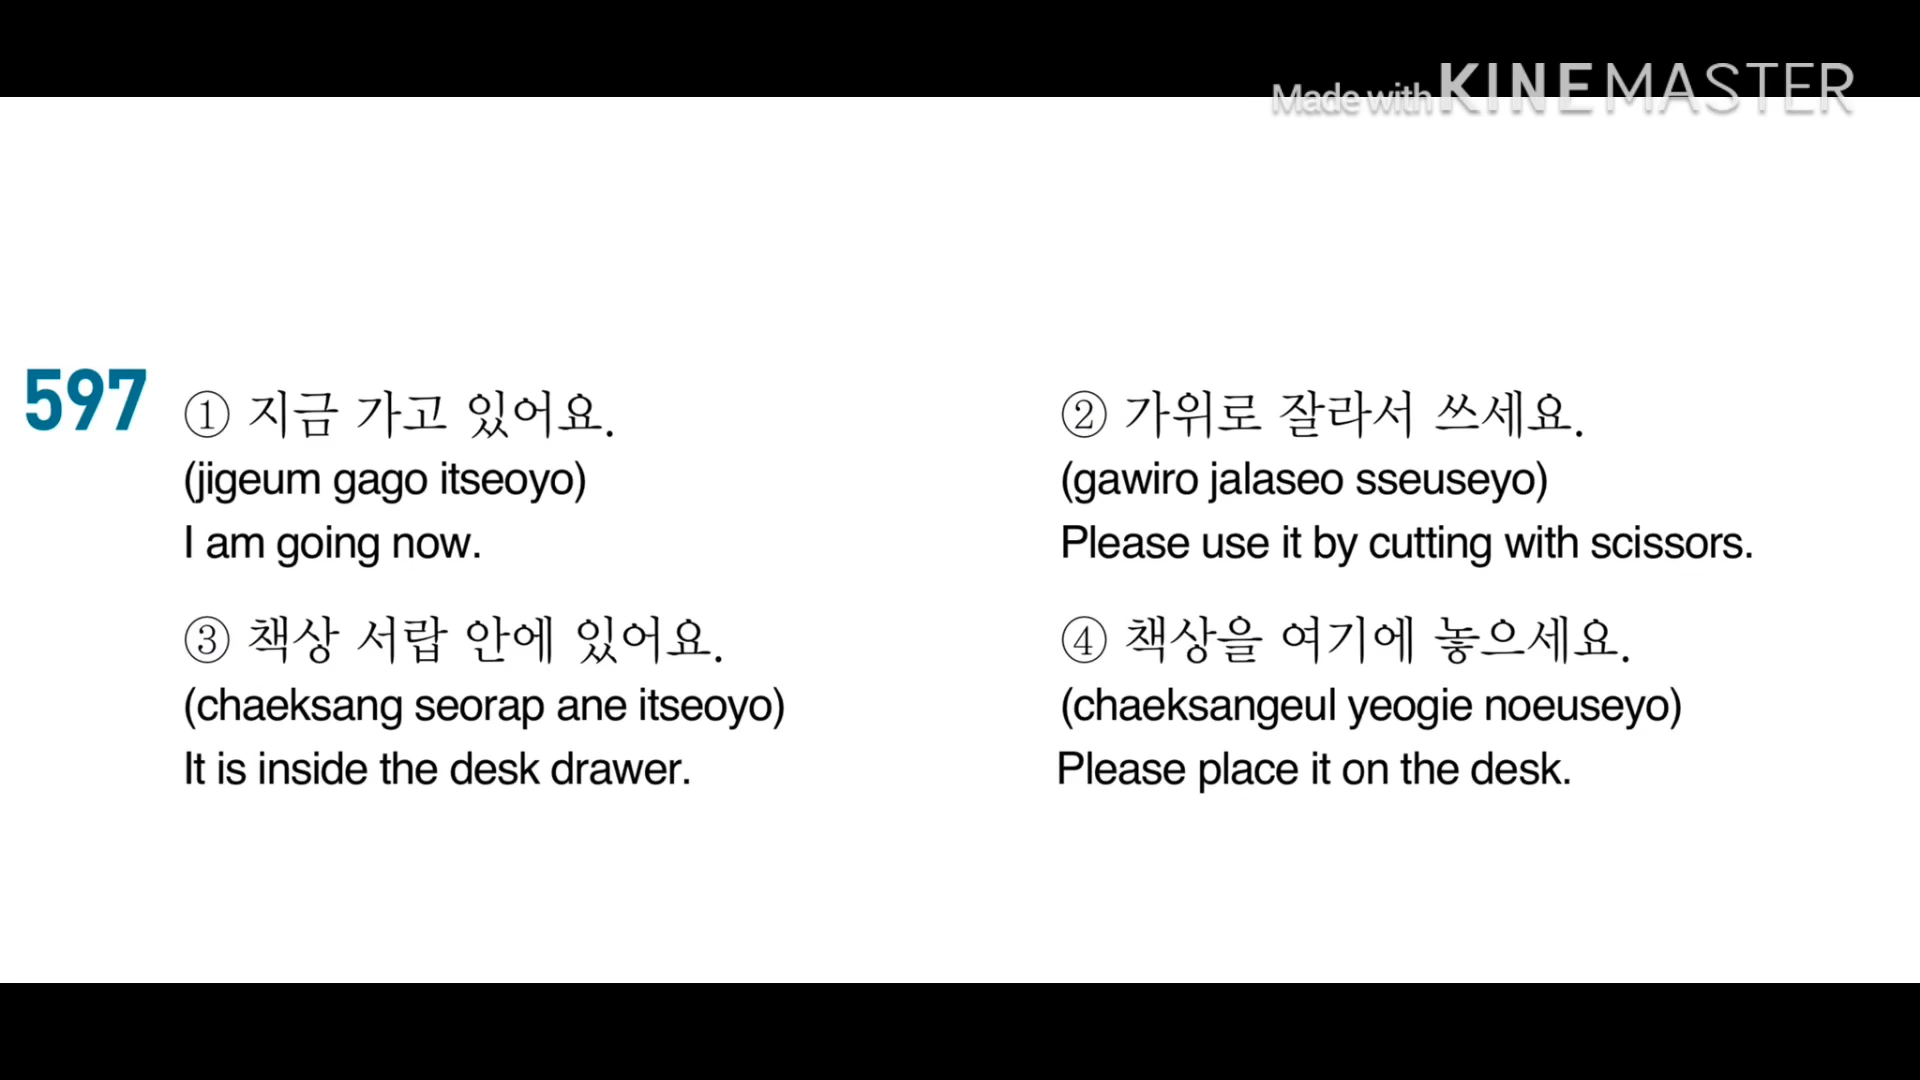 Made with KINEMASTER
597
① 지금 가고 있어요.
(jigeum gago itseoyo)
I am going now.
② 가위로 잘라서 쓰세요.
(gawiro jalaseo sseuseyo)
Please use it by cutting with scissors.
③ 책상 서랍 안에 있어요.
(chaeksang seorap ane itseoyo)
It is inside the desk drawer.
④ 책상을 여기에 놓으세요.
(chaeksangeul yeogie noeuseyo)
Please place it on the desk.